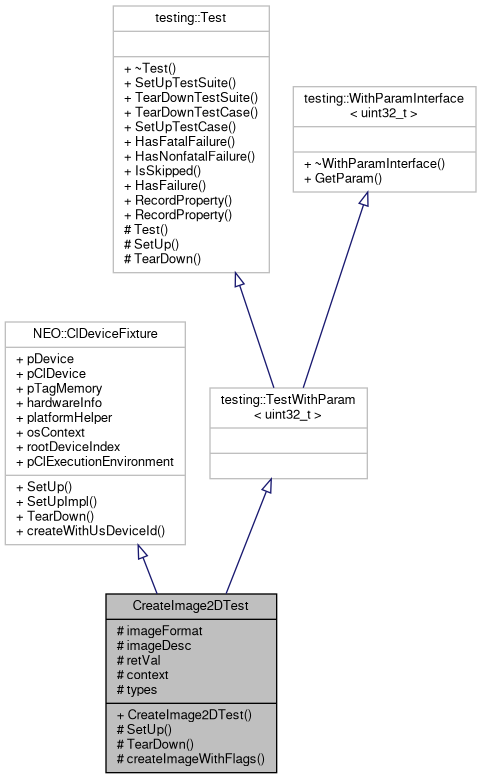 testing::Test
+ ~Test()
+ SetUpTestSuite()
+ TearDownTestSuite()
+ TearDownTestCase()
+ SetUpTestCase()
+ HasFatalFailure()
+ HasNonfatalFailure()
+ IsSkipped()
+ HasFailure()
+ RecordProperty()
+ RecordProperty()
# Test()
# SetUp()
# TearDown()
testing::WithParamInterface
< uint32_t >
+ ~WithParamInterface()
+ GetParam()
NEO::ClDeviceFixture
+ pDevice
+ pClDevice
+ pTagMemory
+ hardwareInfo
+ platformHelper
+ osContext
+ rootDeviceIndex
+ pClExecutionEnvironment
+ SetUp()
+ SetUpImpl()
+ TearDown()
+ createWithUsDeviceId()
testing::TestWithParam
< uint32_t >
CreateImage2DTest
# imageFormat
# imageDesc
# retVal
# context
# types
+ CreateImage2DTest()
# SetUp()
# TearDown()
# createImageWithFlags()